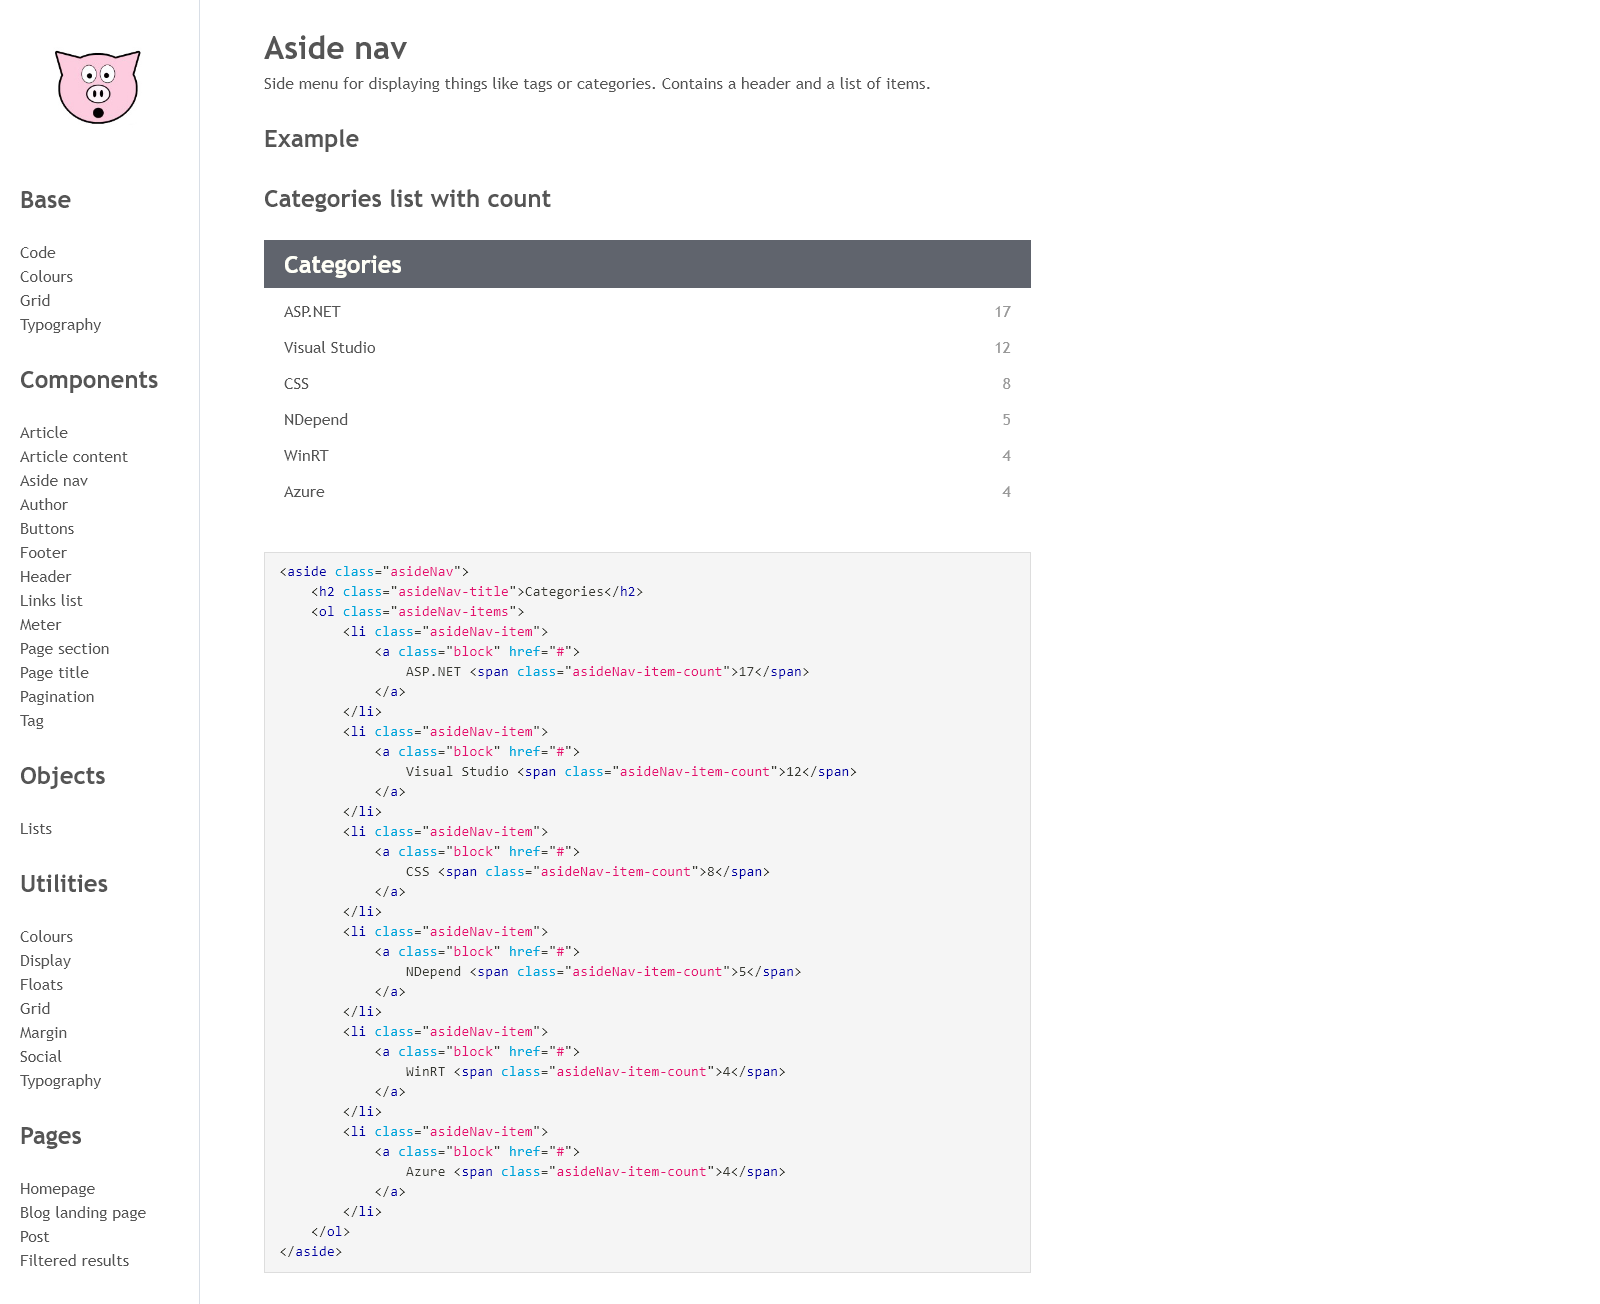 Base
Code
Colours
Grid
Typography
Components
Article
Article content
Aside nav
Author
Buttons
Footer
Header
Links list
Meter
Page section
Page title
Pagination
Tag
Objects
Lists
Utilities
Colours
Display
Floats
Grid
Margin
Social
Typography
Pages
Homepage
Blog landing page
Post
Filtered results
Aside nav
Side menu for displaying things like tags or categories. Contains a header and a list of items.
Example
Categories list with count
Categories
ASP.NET 17
Visual Studio 12
CSS 8
NDepend 5
WinRT 4
Azure 4
<aside class="asideNav">
    <h2 class="asideNav-title">Categories</h2>
    <ol class="asideNav-items">
        <li class="asideNav-item">
            <a class="block" href="#">
                ASP.NET <span class="asideNav-item-count">17</span>
            </a>
        </li>
        <li class="asideNav-item">
            <a class="block" href="#">
                Visual Studio <span class="asideNav-item-count">12</span>
            </a>
        </li>
        <li class="asideNav-item">
            <a class="block" href="#">
                CSS <span class="asideNav-item-count">8</span>
            </a>
        </li>
        <li class="asideNav-item">
            <a class="block" href="#">
                NDepend <span class="asideNav-item-count">5</span>
            </a>
        </li>
        <li class="asideNav-item">
            <a class="block" href="#">
                WinRT <span class="asideNav-item-count">4</span>
            </a>
        </li>
        <li class="asideNav-item">
            <a class="block" href="#">
                Azure <span class="asideNav-item-count">4</span>
            </a>
        </li>
    </ol>
</aside>